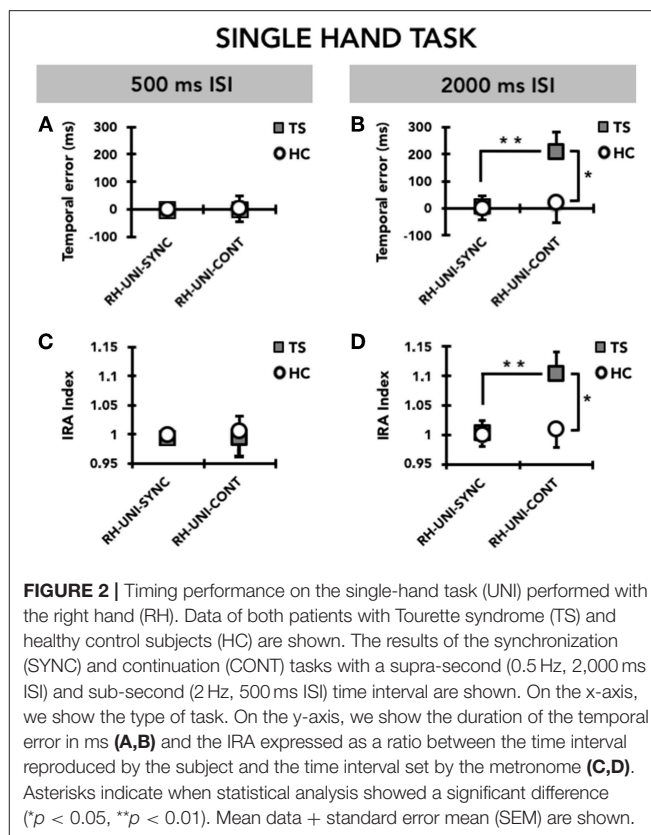 SINGLE HAND TASK
500 ms ISI
2000 ms ISI
A
Temporal error (ms)
300
200
100
0
-100
TS
HC
RH-UNI-SYNC
RH-UNI-CONT
B
Temporal error (ms)
300
200
100
0
-100
* *
*
TS
HC
RH-UNI-SYNC
RH-UNI-CONT
C
IRA Index
1.15
1.1
1.05
1
0.95
TS
HC
RH-UNI-SYNC
RH-UNI-CONT
D
IRA Index
1.15
1.1
1.05
1
0.95
* *
*
TS
HC
RH-UNI-SYNC
RH-UNI-CONT
FIGURE 2 | Timing performance on the single-hand task (UNI) performed with
the right hand (RH). Data of both patients with Tourette syndrome (TS) and
healthy control subjects (HC) are shown. The results of the synchronization
(SYNC) and continuation (CONT) tasks with a supra-second (0.5 Hz, 2,000 ms
ISI) and sub-second (2 Hz, 500 ms ISI) time interval are shown. On the x-axis,
we show the type of task. On the y-axis, we show the duration of the temporal
error in ms (A,B) and the IRA expressed as a ratio between the time interval
reproduced by the subject and the time interval set by the metronome (C,D).
Asterisks indicate when statistical analysis showed a significant difference
(*p < 0.05, **p < 0.01). Mean data + standard error mean (SEM) are shown.